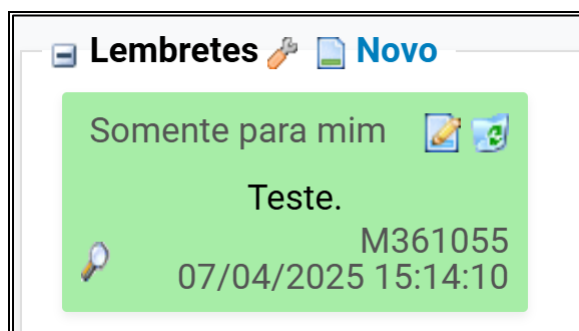 Lembretes Novo
Somente para mim
Teste.
M361055
07/04/2025 15:14:10